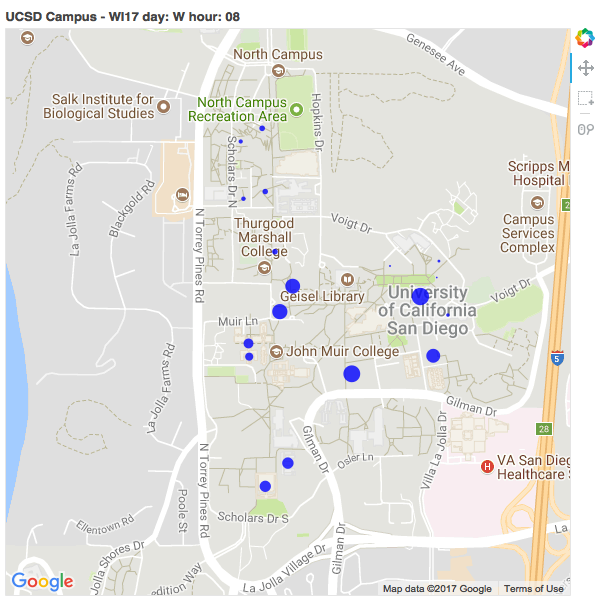 UCSD Campus - WI17 day: W hour: 08
Genesee Ave
North Campus
Salk Institute for
Biological Studies
North Campus
Recreation Area
Hopkins Dr
Scholars Dr N
Scripps M
Hospital
La Jolla Farms Rd
Blackgold Rd
N Torrey Pines Rd
Voigt Dr
Thurgood
Marshall
College
Campus
Services
Complex
2
Geisel Library
University
of California
San Diego
Voigt Dr
Muir Ln
John Muir College
5
La Jolla Farms Rd
Gilman Dr
Gilman Dr
Villa La Jolla Dr
28
N Torrey Pines Rd
Osler Ln
H
VA San Dieg
Healthcare S
Poole St
Ellentown Rd
Scholars Dr S
Gilman Dr
La
La Jolla Shores Dr
edition Way
La Jolla Village Dr
Google
Map data ©2017 Google
Terms of Use